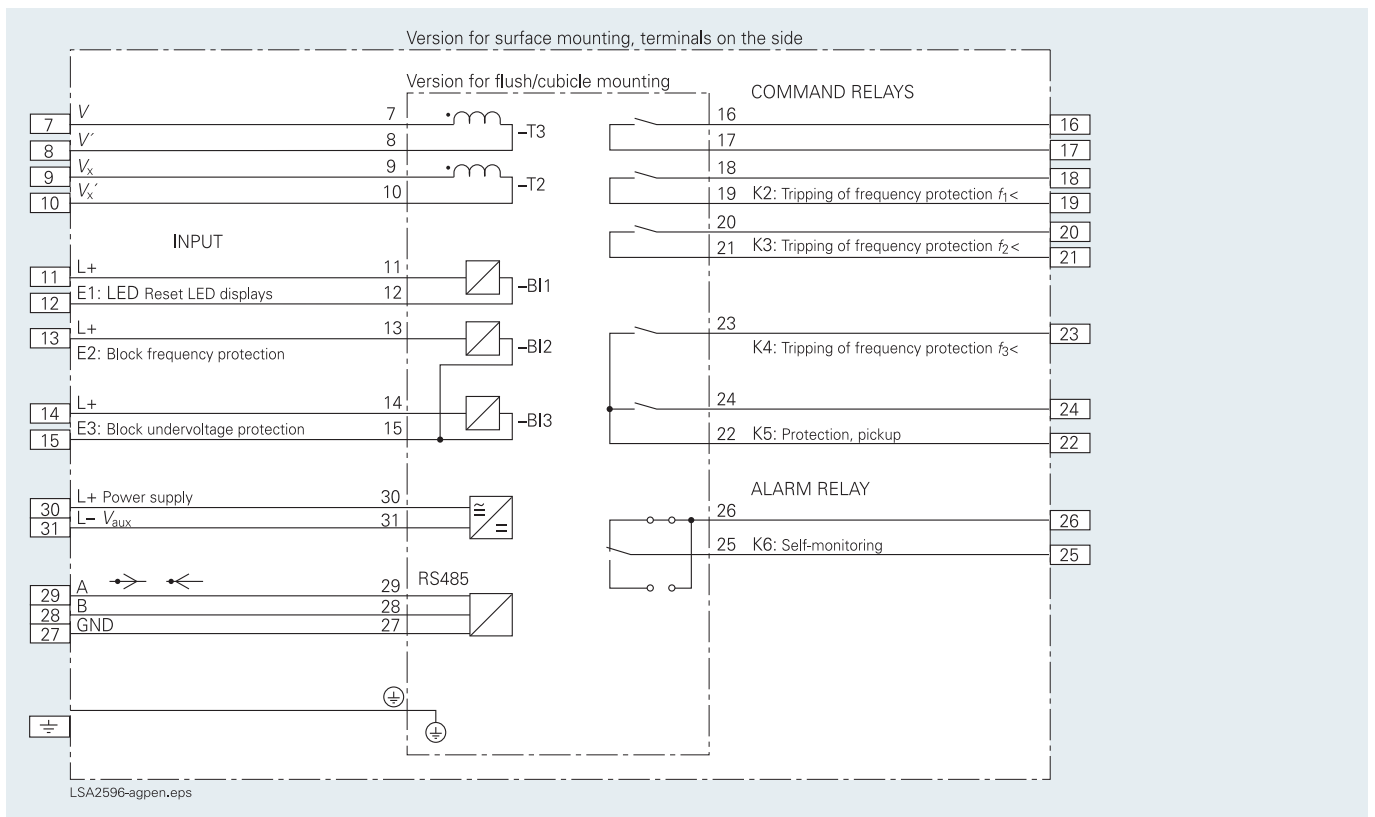 Version for surface mounting, terminals on the side
Version for flush/cubicle mounting
COMMAND RELAYS
7 V 7
8 V´ 8
–T3
9 Vx 9
10 Vx´ 10
–T2
INPUT
11 L+ 11
12 E1: LED Reset LED displays 12
–BI1
13 L+ 13
E2: Block frequency protection
–BI2
14 L+ 14
15 E3: Block undervoltage protection 15
–BI3
30 L+ Power supply 30
31 L– Vaux 31
≅
=
RS485
29 A 29
28 B 28
27 GND 27
16 16
17 17
18 18
19 K2: Tripping of frequency protection f1< 19
20 20
21 K3: Tripping of frequency protection f2< 21
23 23
K4: Tripping of frequency protection f3<
24 24
22 K5: Protection, pickup 22
ALARM RELAY
26 26
25 K6: Self-monitoring 25
LSA2596-agpen.eps